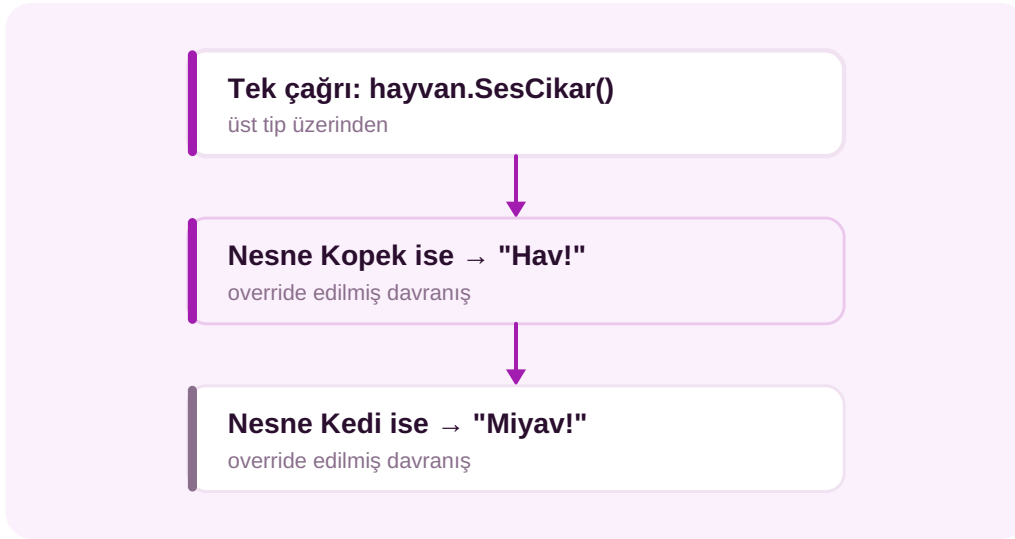 Tek çağrı: hayvan.SesCikar()
üst tip üzerinden
Nesne Kopek ise → "Hav!"
override edilmiş davranış
Nesne Kedi ise → "Miyav!"
override edilmiş davranış